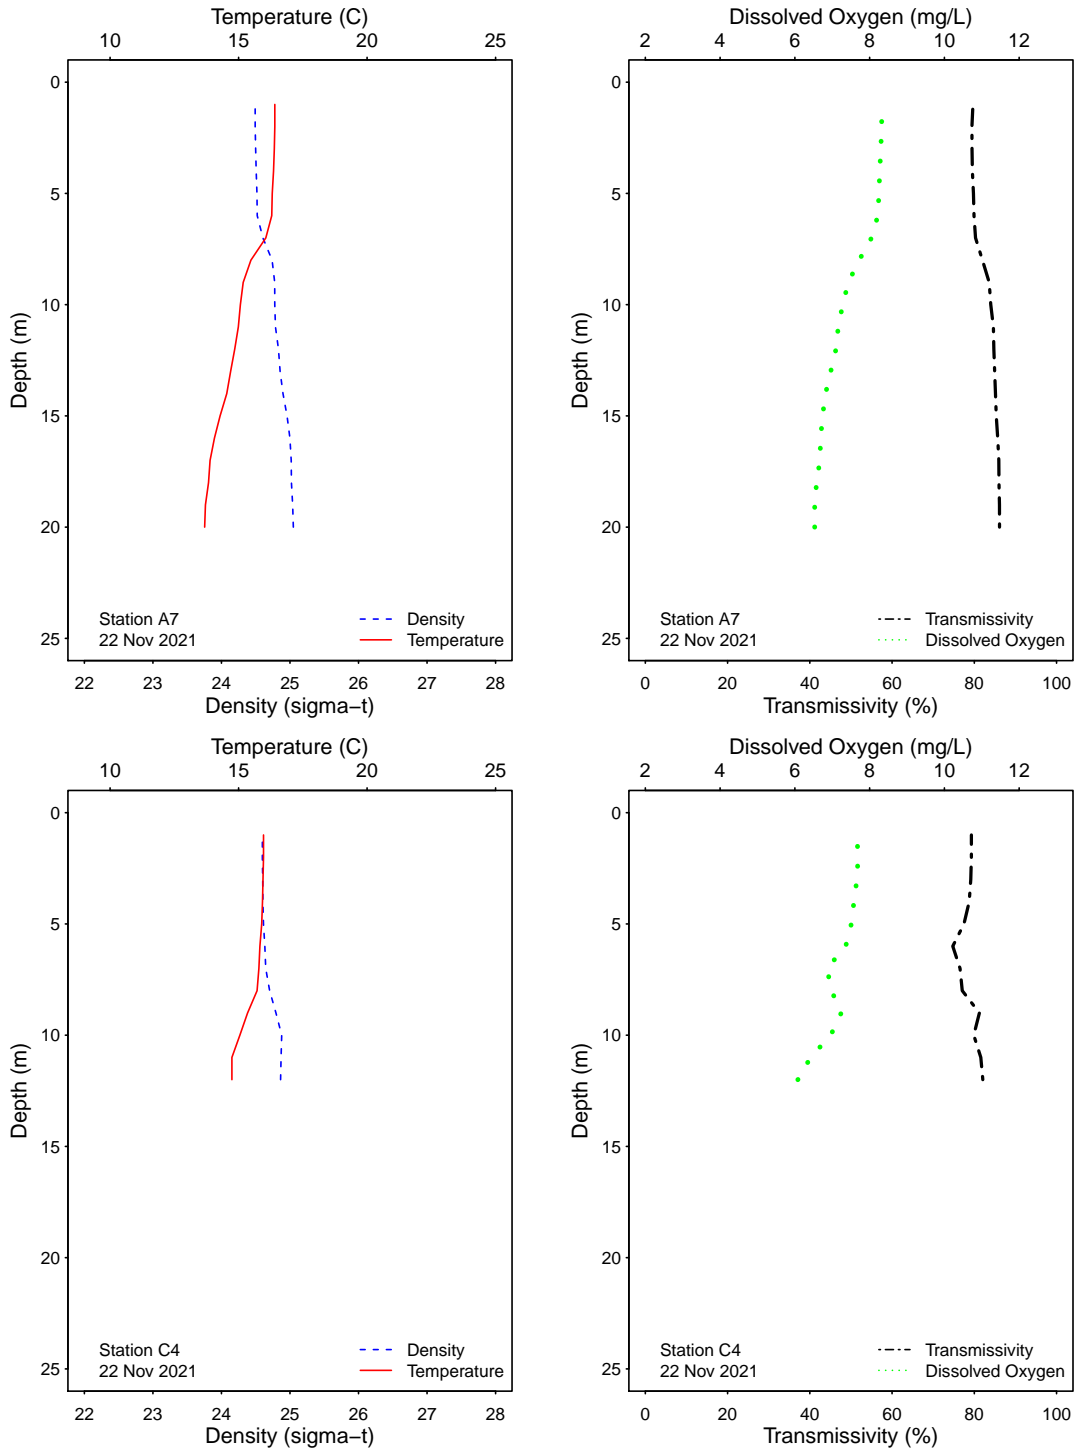 Temperature (C)
10 15 20 25
0
5
10
15
20
25
Depth (m)
Station A7
22 Nov 2021
Density
Temperature
22 23 24 25 26 27 28
Density (sigma−t)
Dissolved Oxygen (mg/L)
2 4 6 8 10 12
0
5
10
15
20
25
Depth (m)
Station A7
22 Nov 2021
Transmissivity
Dissolved Oxygen
0 20 40 60 80 100
Transmissivity (%)
Temperature (C)
10 15 20 25
0
5
10
15
20
25
Depth (m)
Station C4
22 Nov 2021
Density
Temperature
22 23 24 25 26 27 28
Density (sigma−t)
Dissolved Oxygen (mg/L)
2 4 6 8 10 12
0
5
10
15
20
25
Depth (m)
Station C4
22 Nov 2021
Transmissivity
Dissolved Oxygen
0 20 40 60 80 100
Transmissivity (%)